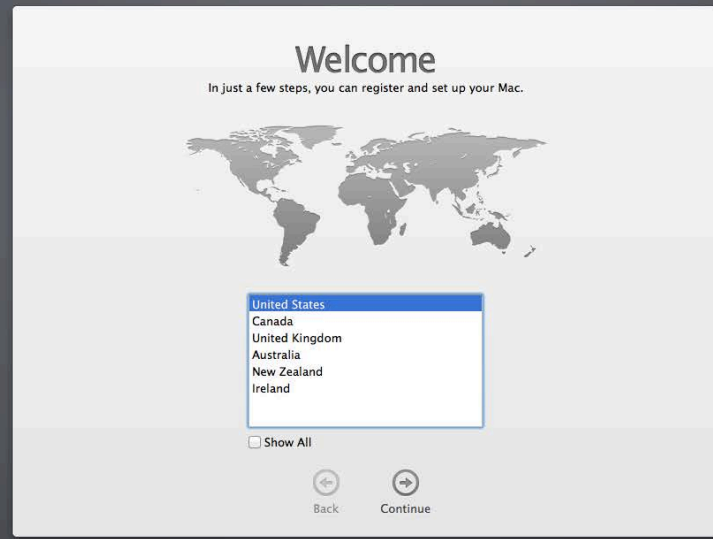 Welcome
In just a few steps, you can register and set up your Mac.
United States
Canada
United Kingdom
Australia
New Zealand
Ireland
Show All
Back
Continue